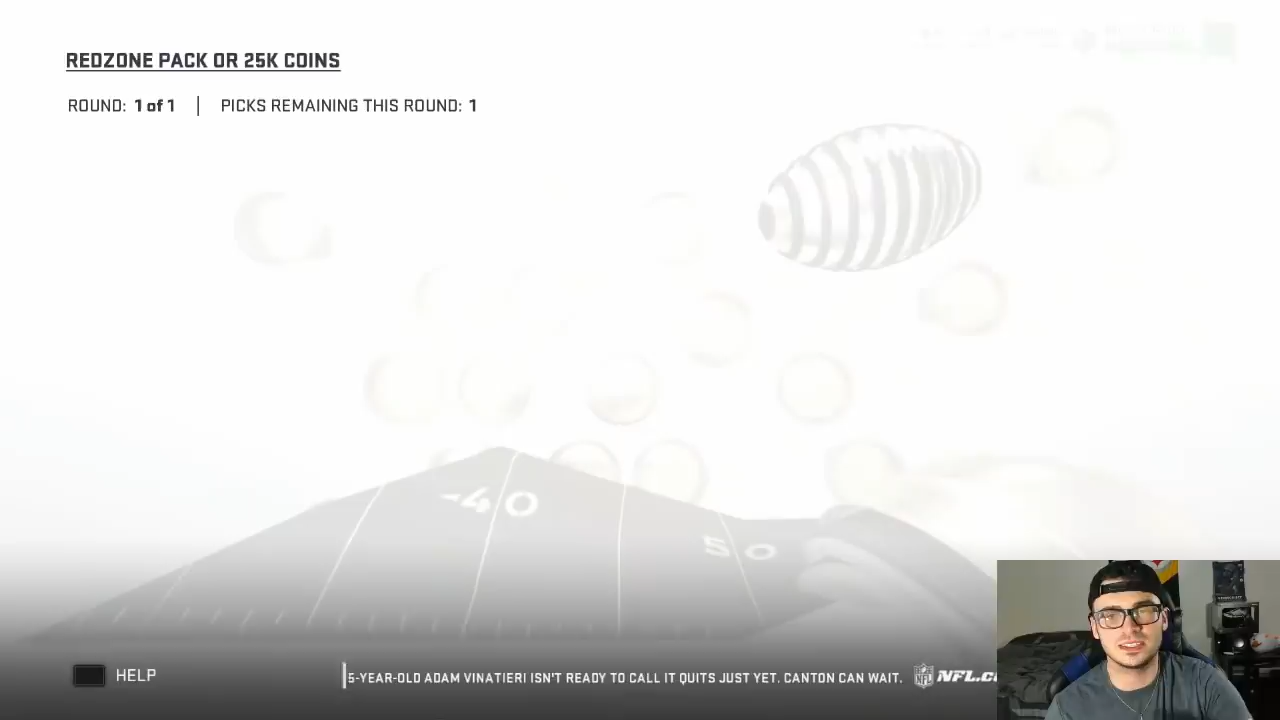 REDZONE PACK OR 25K COINS
ROUND: 1 of 1 | PICKS REMAINING THIS ROUND: 1
40
50
HELP
5-YEAR-OLD ADAM VINATIERI ISN'T READY TO CALL IT QUITS JUST YET. CANTON CAN WAIT.
NFL.c